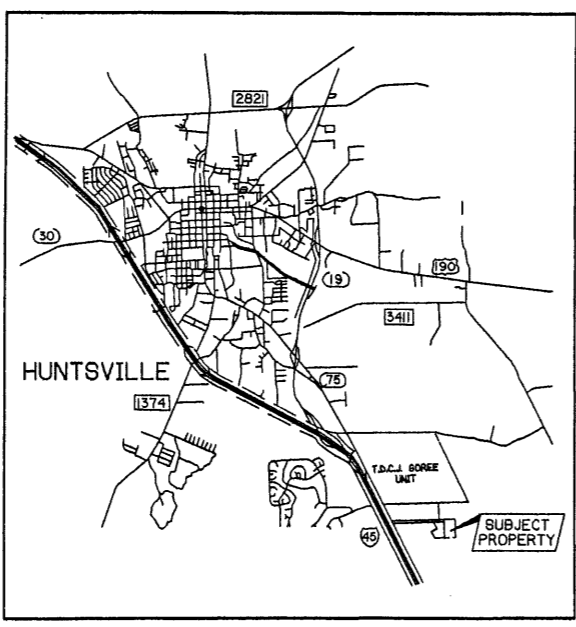 2821
30
190
19
3411
HUNTSVILLE
75
1374
T.D.C.J. GOREE
UNIT
SUBJECT
PROPERTY
45